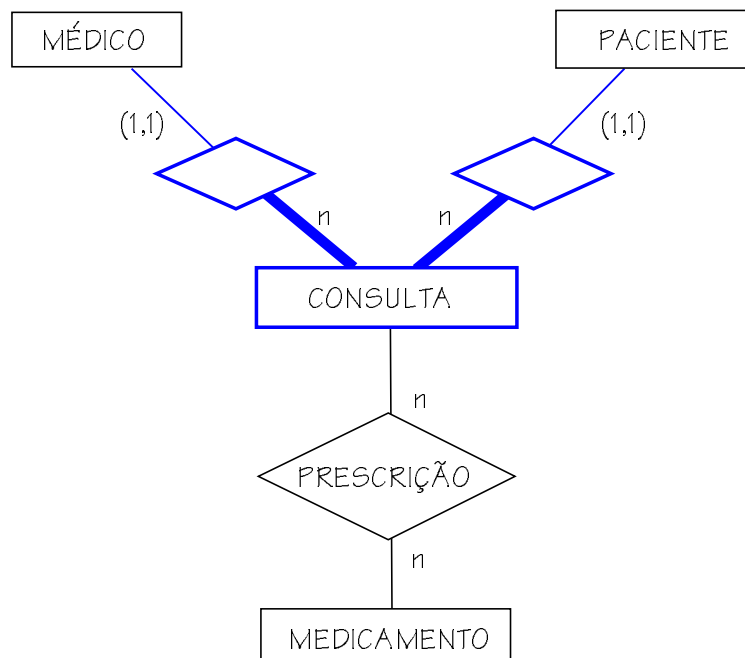 MÉDICO
PACIENTE
(1,1)
(1,1)
n
n
CONSULTA
n
PRESCRIÇÃO
n
MEDICAMENTO